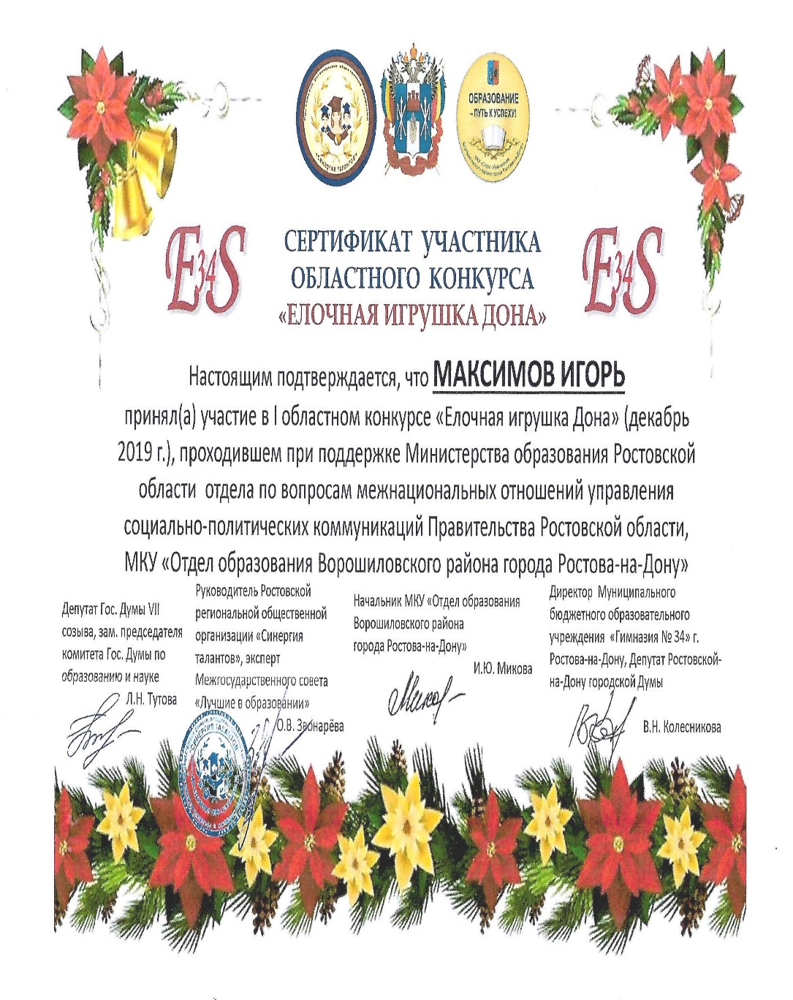 ОБРАЗОВАНИЕ
- ПУТЬ К УСПЕХУ!
«Синергия талантов»
E34S
СЕРТИФИКАТ УЧАСТНИКА
ОБЛАСТНОГО КОНКУРСА
«ЕЛОЧНАЯ ИГРУШКА ДОНА»
E34S
Настоящим подтверждается, что МАКСИМОВ ИГОРЬ
принял(а) участие в I областном конкурсе «Елочная игрушка Дона» (декабрь
2019 г.), проходившем при поддержке Министерства образования Ростовской
области отдела по вопросам межнациональных отношений управления
социально-политических коммуникаций Правительства Ростовской области,
МКУ «Отдел образования Ворошиловского района города Ростова-на-Дону»
Депутат Гос. Думы VII
созыва, зам. председателя
комитета Гос. Думы по
образованию и науке
Л.Н. Тутова
Руководитель Ростовской
региональной общественной
организации «Синергия
талантов», эксперт
Межгосударственного совета
«Лучшие в образовании»
О.В. Звонарёва
Начальник МКУ «Отдел образования
Ворошиловского района
города Ростова-на-Дону»
И.Ю. Микова
Директор Муниципального
бюджетного образовательного
учреждения «Гимназия № 34» г.
Ростова-на-Дону, Депутат Ростовской-
на-Дону городской Думы
В.Н. Колесникова
СИНЕРГИЯ ТАЛАНТОВ